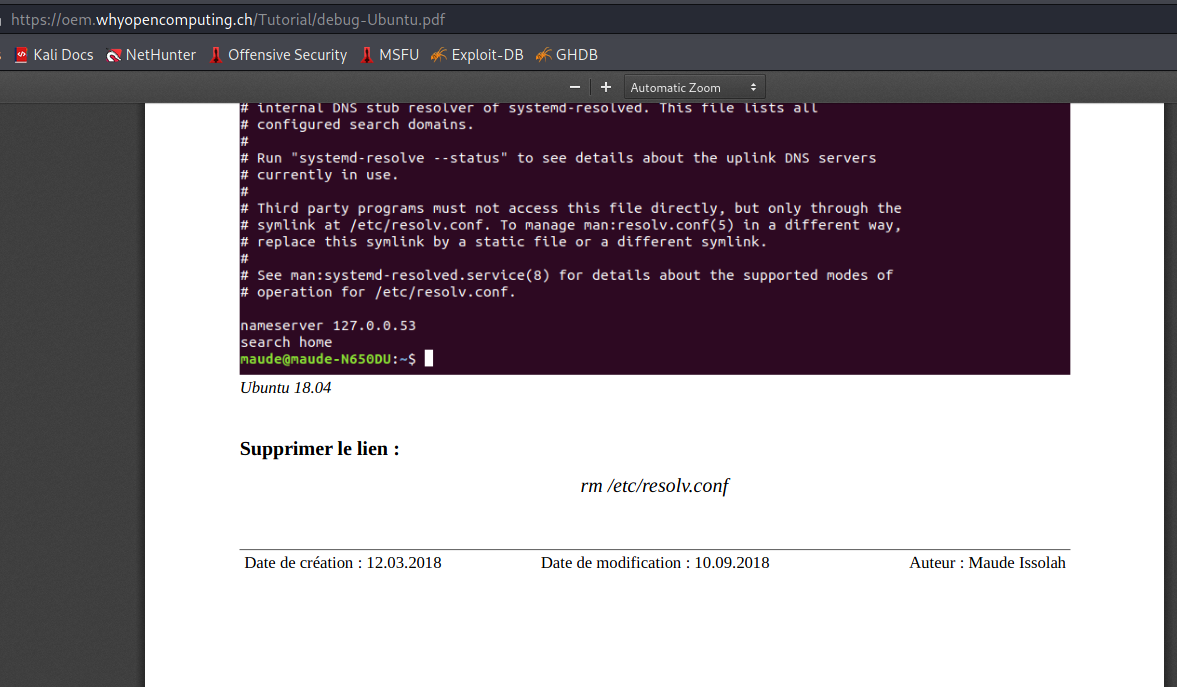 https://oem.whyopencomputing.ch/Tutorial/debug-Ubuntu.pdf
Kali Docs NetHunter Offensive Security MSFU Exploit-DB GHDB
− + Automatic Zoom
# internal DNS stub resolver of systemd-resolved. This file lists all
# configured search domains.
#
# Run "systemd-resolve --status" to see details about the uplink DNS servers
# currently in use.
#
# Third party programs must not access this file directly, but only through the
# symlink at /etc/resolv.conf. To manage man:resolv.conf(5) in a different way,
# replace this symlink by a static file or a different symlink.
#
# See man:systemd-resolved.service(8) for details about the supported modes of
# operation for /etc/resolv.conf.
nameserver 127.0.0.53
search home
maude@maude-N650DU:~$
Ubuntu 18.04
Supprimer le lien :
rm /etc/resolv.conf
Date de création : 12.03.2018 Date de modification : 10.09.2018 Auteur : Maude Issolah